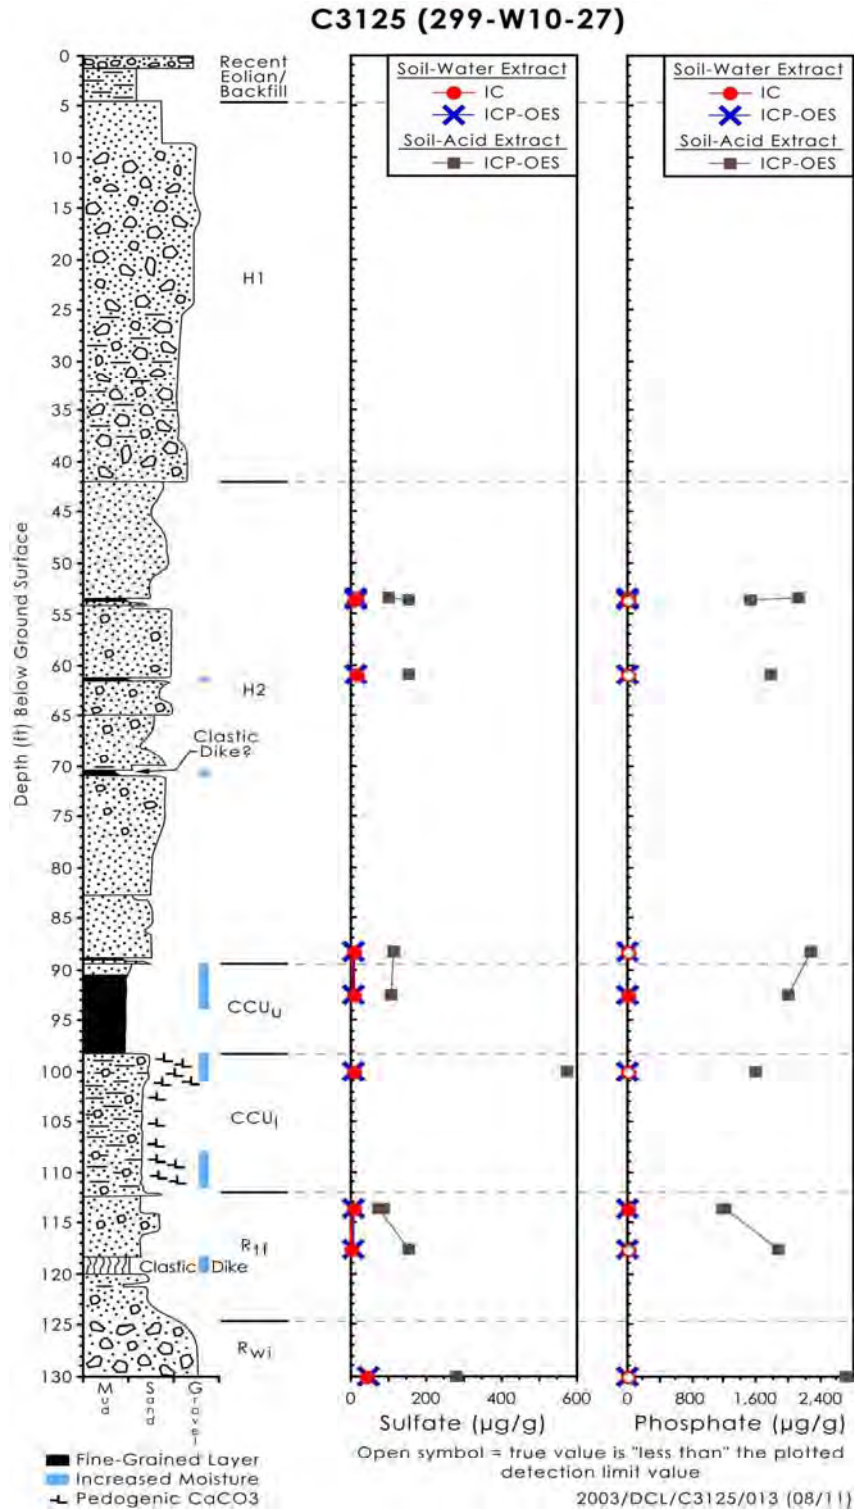 C3125 (299-W10-27)
Recent
Eolian/
Backfill
H1
H2
Clastic
Dike?
CCUu
CCUl
Rtf
Clastic Dike
Rwi
Depth (ft) Below Ground Surface
0
5
10
15
20
25
30
35
40
45
50
55
60
65
70
75
80
85
90
95
100
105
110
115
120
125
130
Mud
Sand
Gravel
Soil-Water Extract
IC
ICP-OES
Soil-Acid Extract
ICP-OES
0 200 400 600
Sulfate (µg/g)
Soil-Water Extract
IC
ICP-OES
Soil-Acid Extract
ICP-OES
0 800 1,600 2,400
Phosphate (µg/g)
Fine-Grained Layer
Increased Moisture
Pedogenic CaCO3
Open symbol = true value is "less than" the plotted
detection limit value
2003/DCL/C3125/013 (08/11)